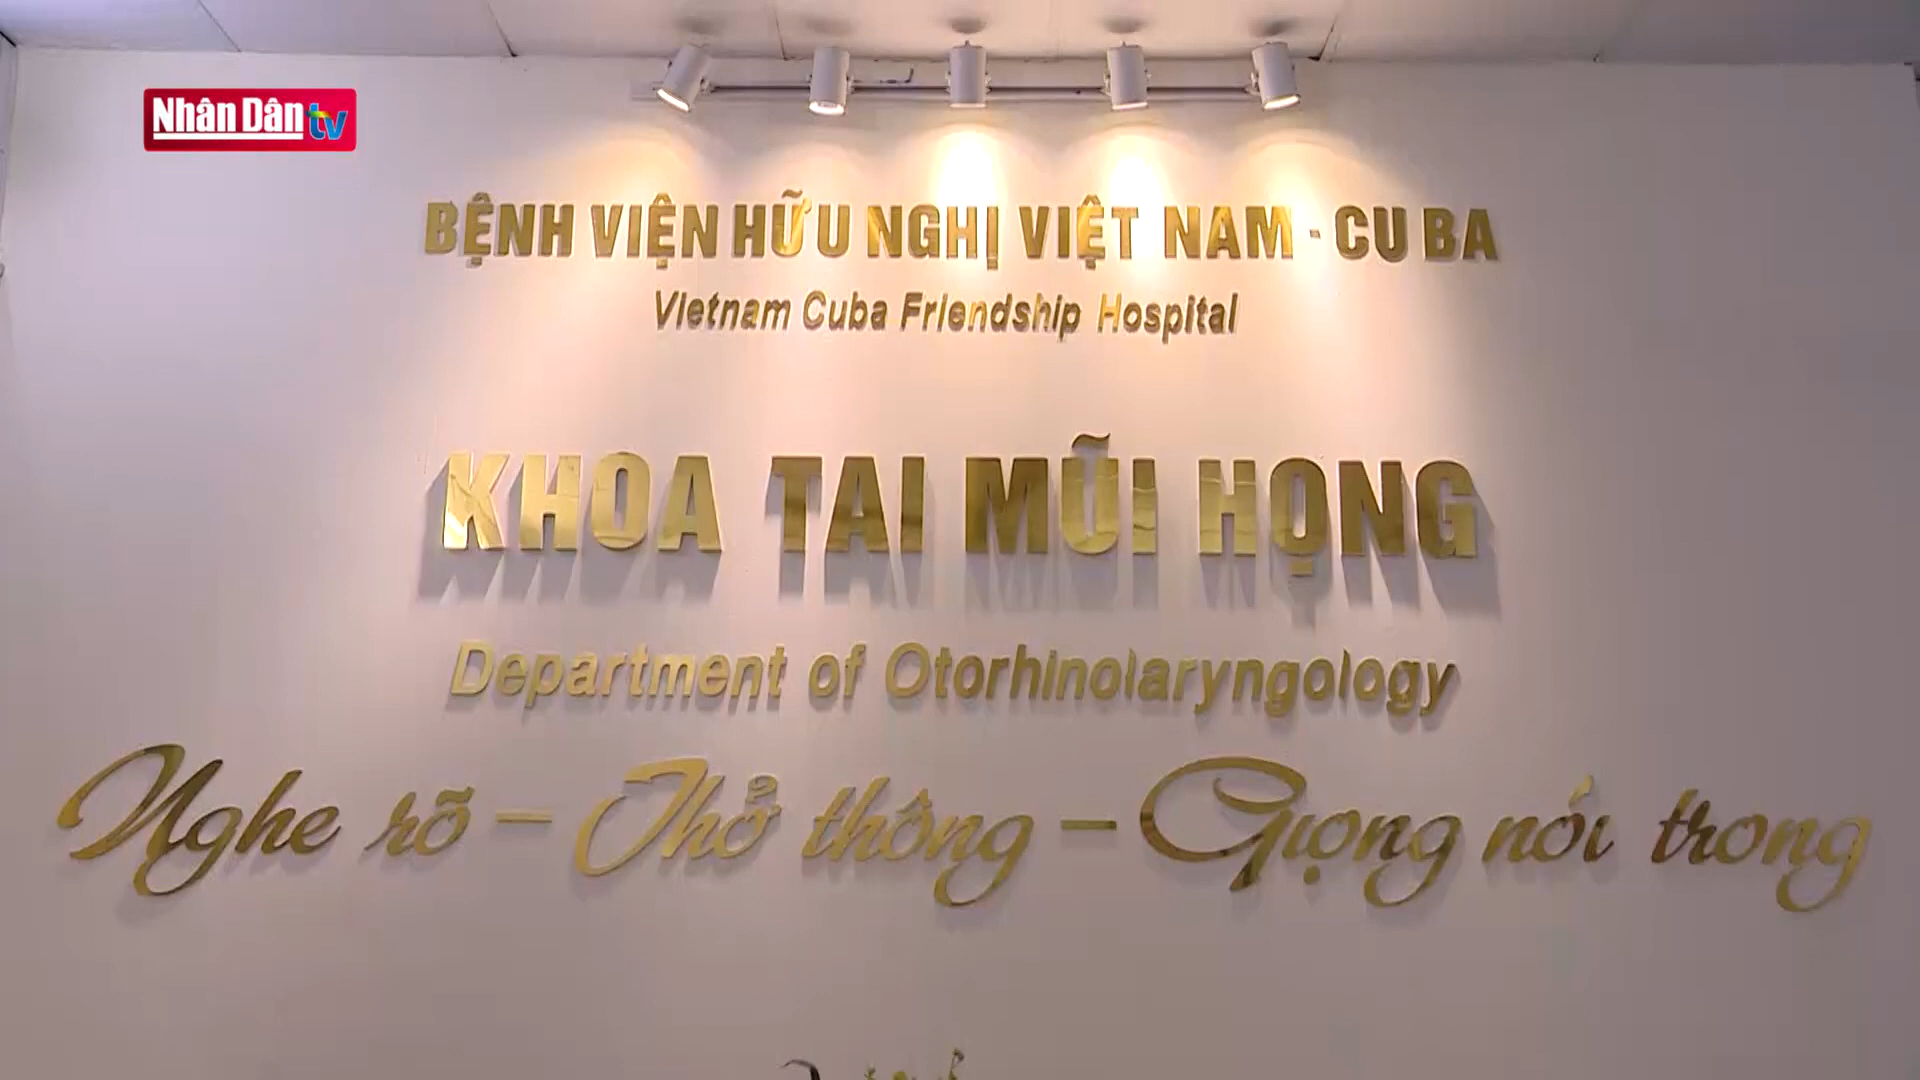 Nhân Dân tv
BỆNH VIỆN HỮU NGHỊ VIỆT NAM - CU BA
Vietnam Cuba Friendship Hospital
KHOA TAI MŨI HỌNG
Department of Otorhinolaryngology
Nghe rõ – Thở thông – Giọng nói trong